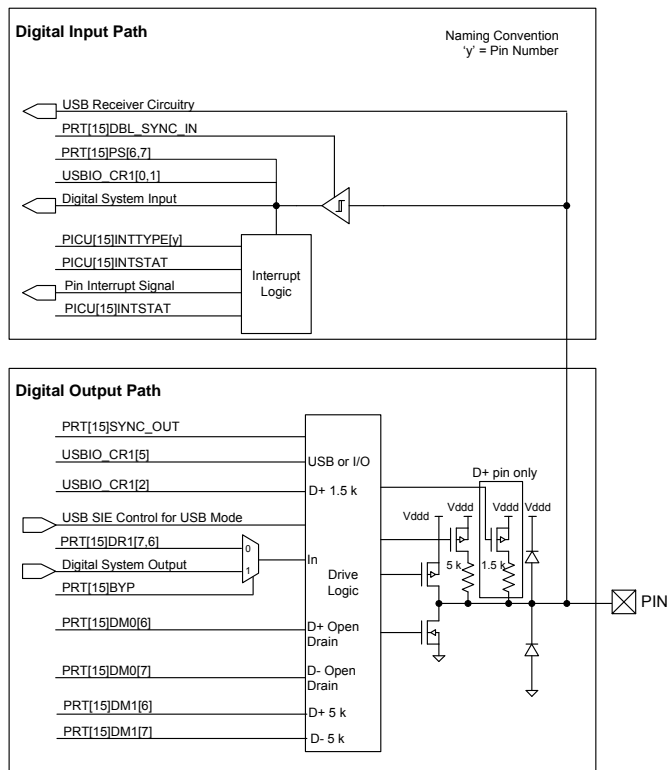 Digital Input Path
Naming Convention
'y' = Pin Number
USB Receiver Circuitry
PRT[15]DBL_SYNC_IN
PRT[15]PS[6,7]
USBIO_CR1[0,1]
Digital System Input
PICU[15]INTTYPE[y]
PICU[15]INTSTAT
Pin Interrupt Signal
PICU[15]INTSTAT
Interrupt
Logic
Digital Output Path
PRT[15]SYNC_OUT
USBIO_CR1[5]
USB or I/O
USBIO_CR1[2]
D+ 1.5 k
USB SIE Control for USB Mode
PRT[15]DR1[7,6]
0
Digital System Output
1
PRT[15]BYP
In
Drive
Logic
PRT[15]DM0[6]
D+ Open
Drain
PRT[15]DM0[7]
D- Open
Drain
PRT[15]DM1[6]
D+ 5 k
PRT[15]DM1[7]
D- 5 k
D+ pin only
Vddd
Vddd
Vddd
Vddd
5 k
1.5 k
PIN